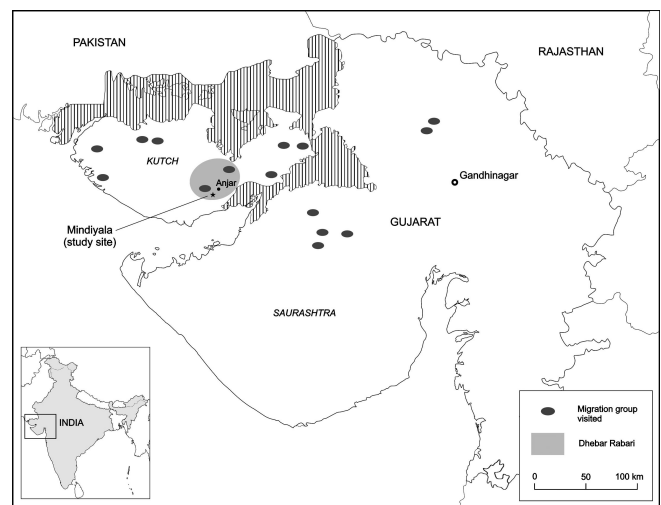 PAKISTAN
RAJASTHAN
KUTCH
Anjar
Gandhinagar
Mindiyala
(study site)
GUJARAT
SAURASHTRA
INDIA
Migration group
visited
Dhebar Rabari
0 50 100 km